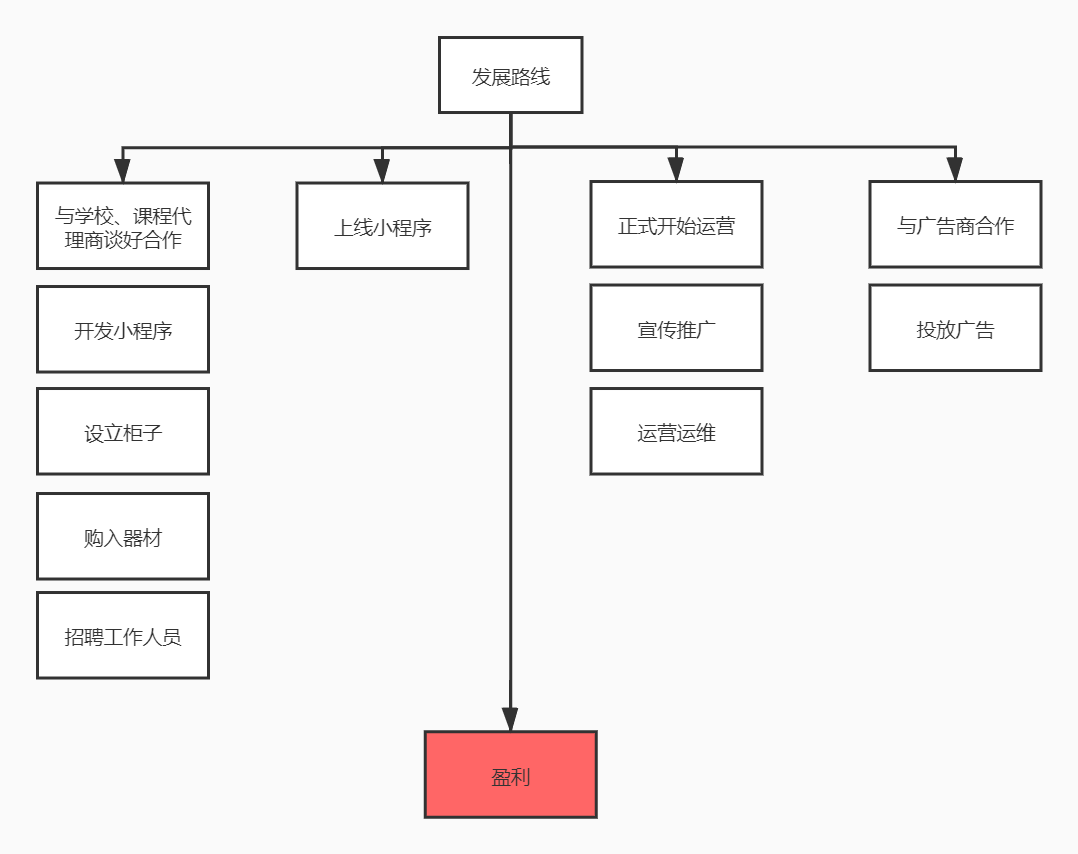 发展路线
与学校、课程代
理商谈好合作
开发小程序
设立柜子
购入器材
招聘工作人员
上线小程序
正式开始运营
宣传推广
运营运维
与广告商合作
投放广告
盈利